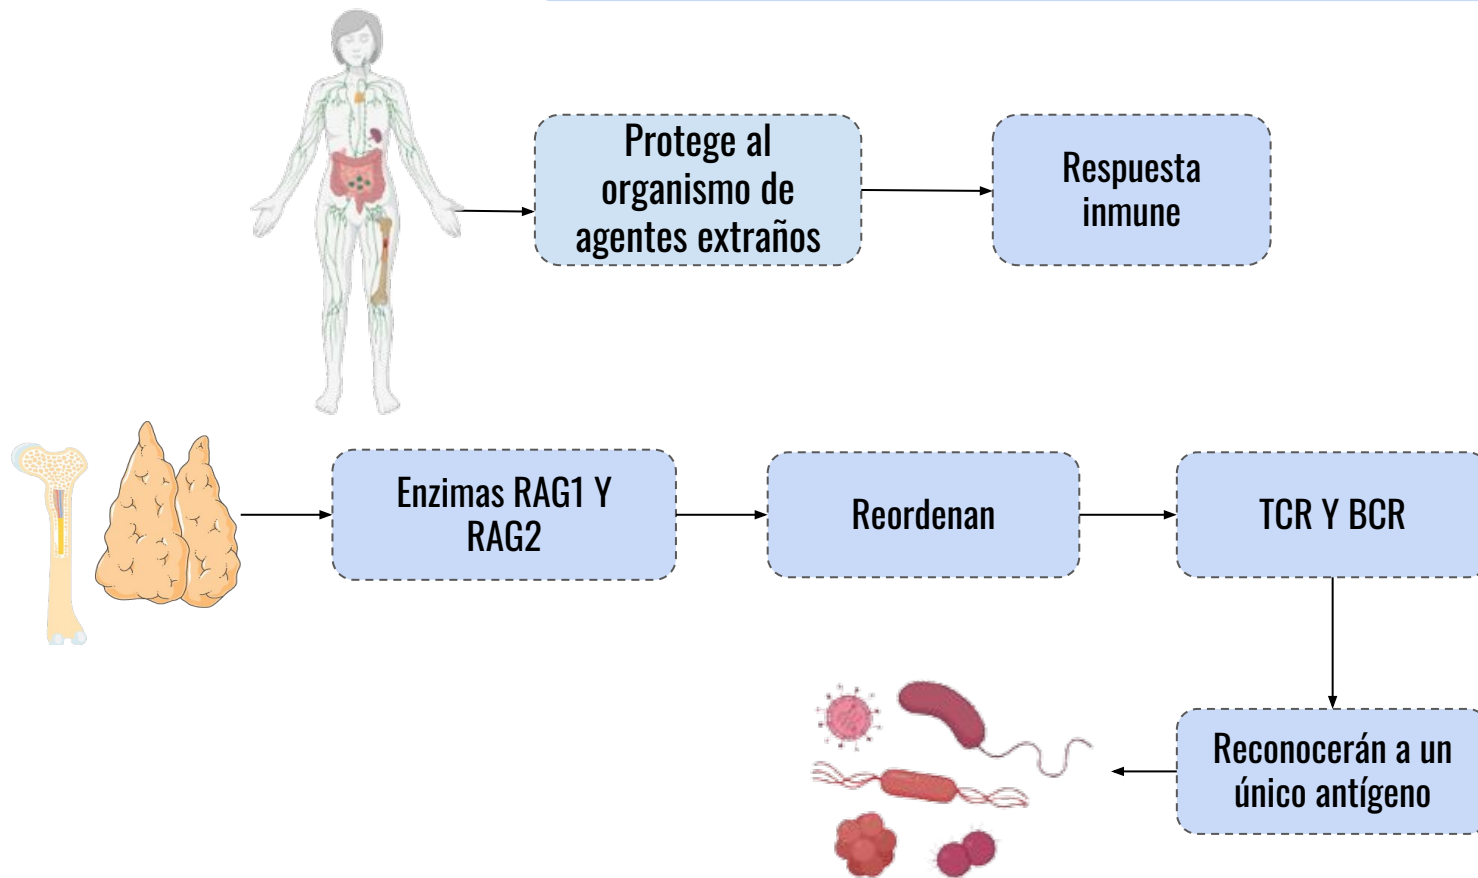 Protege al
organismo de
agentes extraños
Respuesta
inmune
Enzimas RAG1 Y
RAG2
Reordenan
TCR Y BCR
Reconocerán a un
único antígeno